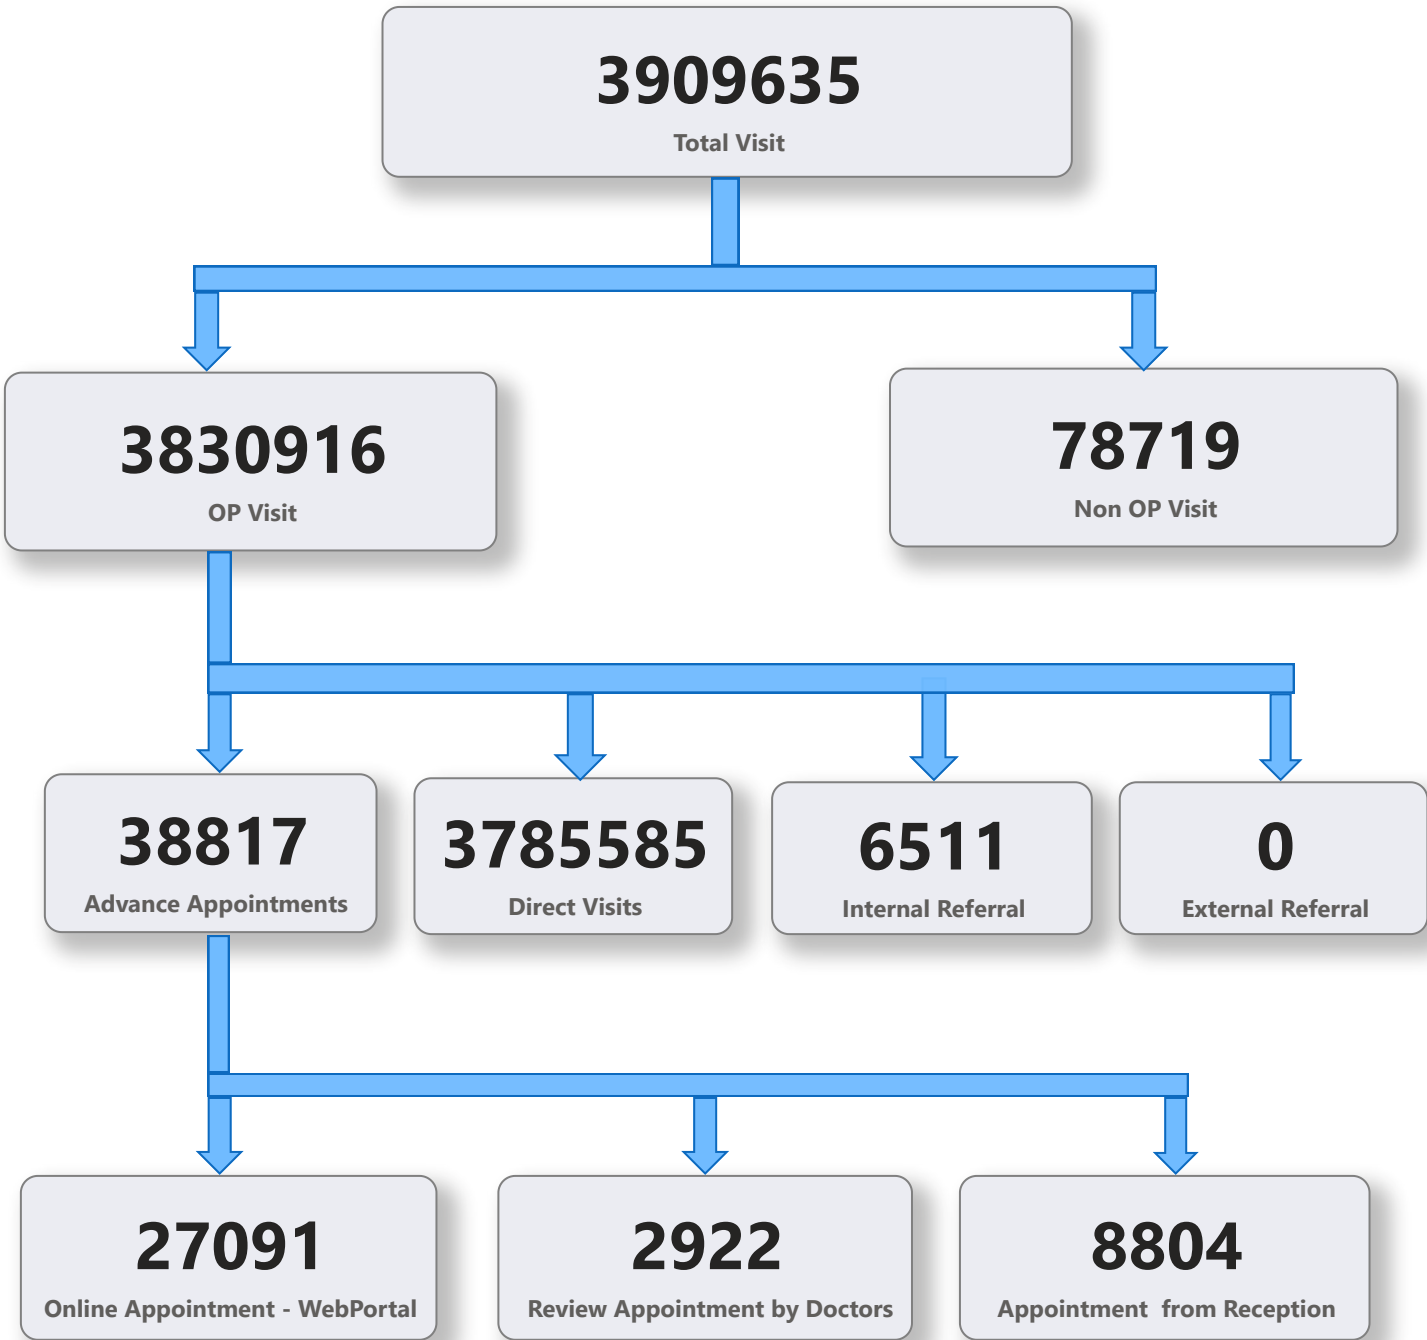 3909635
Total Visit
3830916
OP Visit
78719
Non OP Visit
38817
Advance Appointments
3785585
Direct Visits
6511
Internal Referral
0
External Referral
27091
Online Appointment - WebPortal
2922
Review Appointment by Doctors
8804
Appointment  from Reception